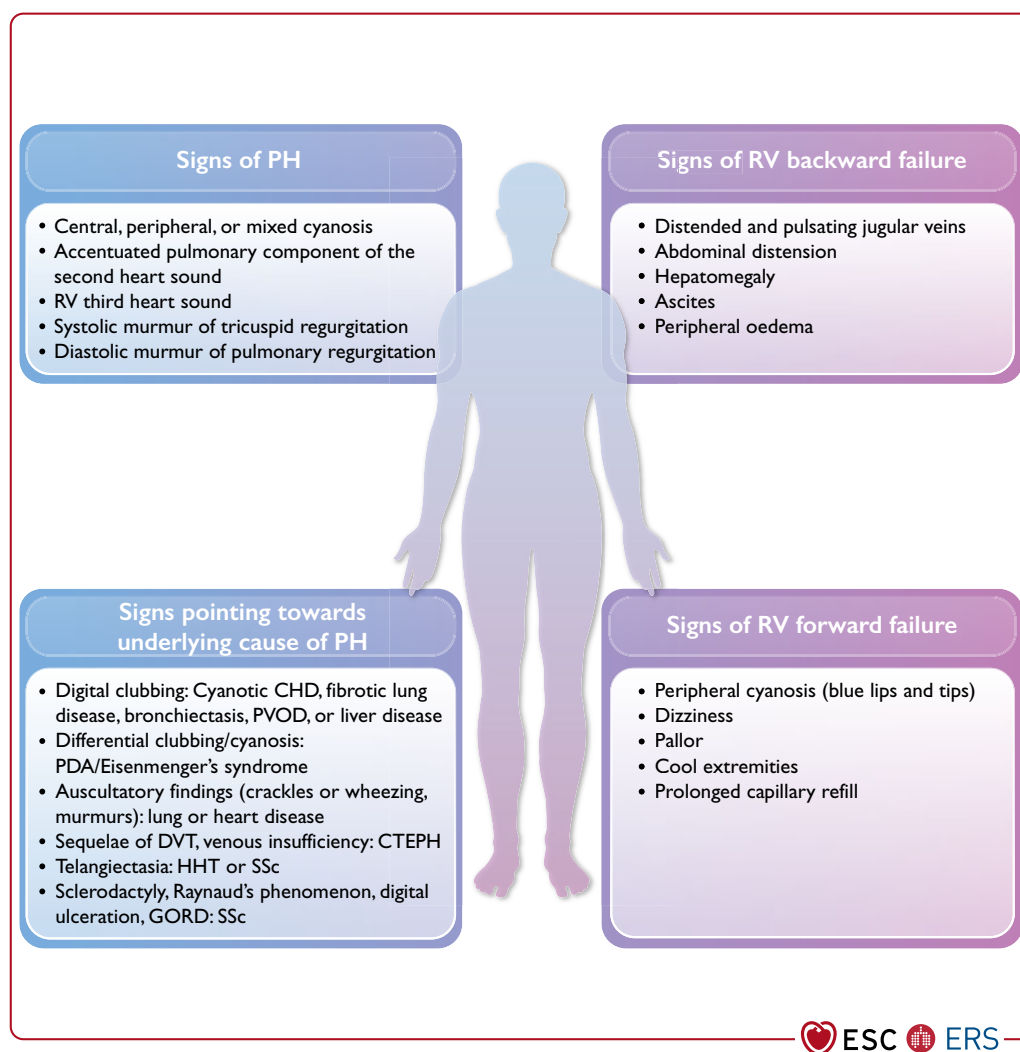 Signs of PH
• Central, peripheral, or mixed cyanosis
• Accentuated pulmonary component of the
second heart sound
• RV third heart sound
• Systolic murmur of tricuspid regurgitation
• Diastolic murmur of pulmonary regurgitation
Signs of RV backward failure
• Distended and pulsating jugular veins
• Abdominal distension
• Hepatomegaly
• Ascites
• Peripheral oedema
Signs pointing towards
underlying cause of PH
• Digital clubbing: Cyanotic CHD, fibrotic lung
disease, bronchiectasis, PVOD, or liver disease
• Differential clubbing/cyanosis:
PDA/Eisenmenger's syndrome
• Auscultatory findings (crackles or wheezing,
murmurs): lung or heart disease
• Sequelae of DVT, venous insufficiency: CTEPH
• Telangiectasia: HHT or SSc
• Sclerodactyly, Raynaud's phenomenon, digital
ulceration, GORD: SSc
Signs of RV forward failure
• Peripheral cyanosis (blue lips and tips)
• Dizziness
• Pallor
• Cool extremities
• Prolonged capillary refill
ESC ERS